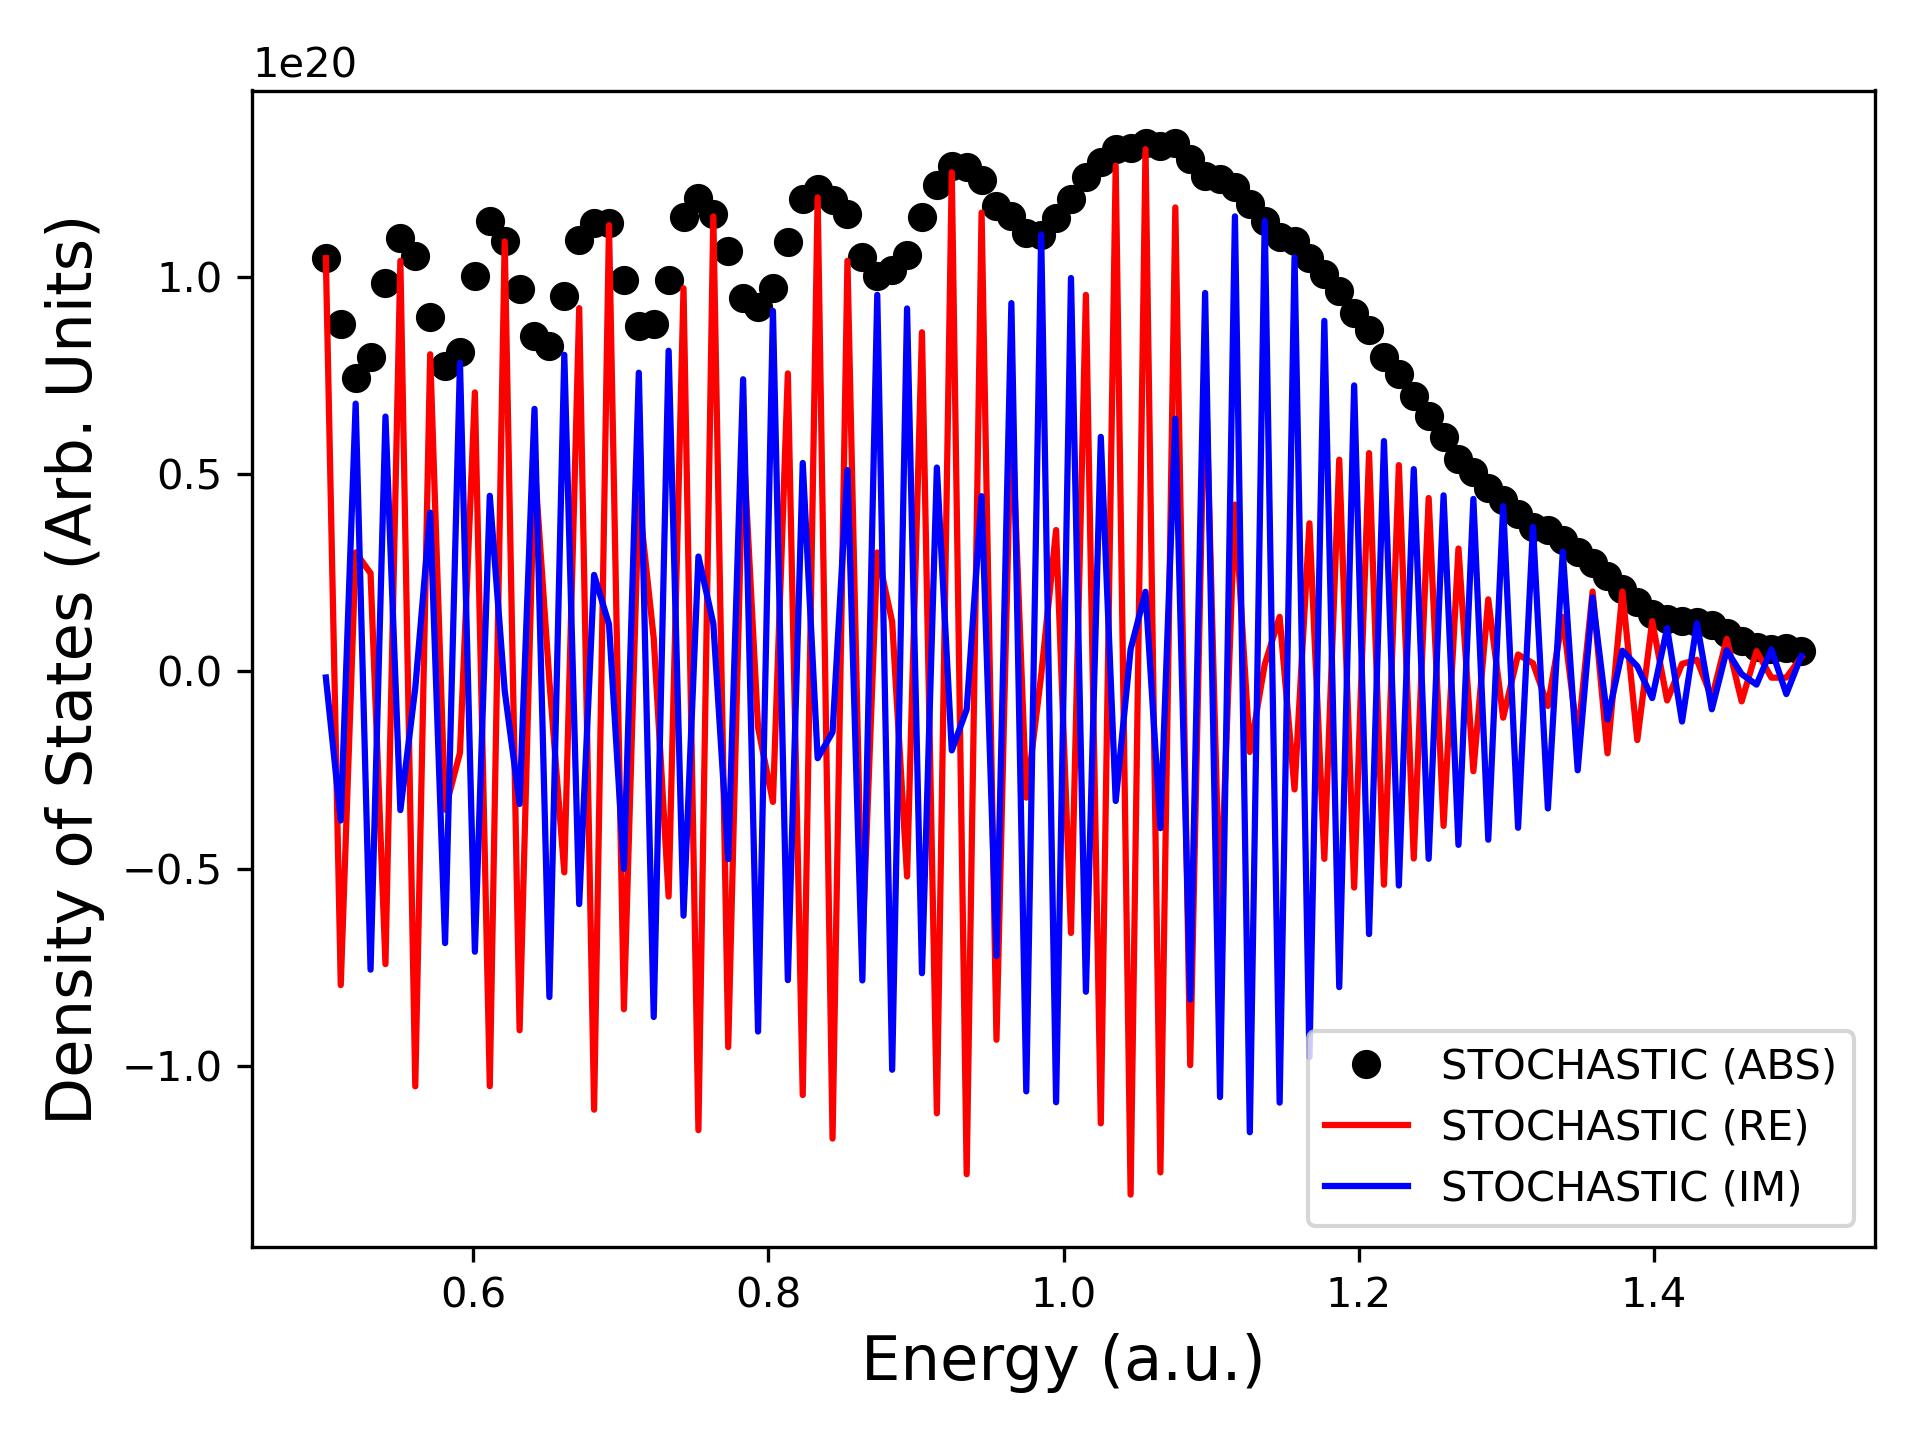 1e20
Density of States (Arb. Units)
1.0
0.5
0.0
−0.5
−1.0
STOCHASTIC (ABS)
STOCHASTIC (RE)
STOCHASTIC (IM)
0.6 0.8 1.0 1.2 1.4
Energy (a.u.)